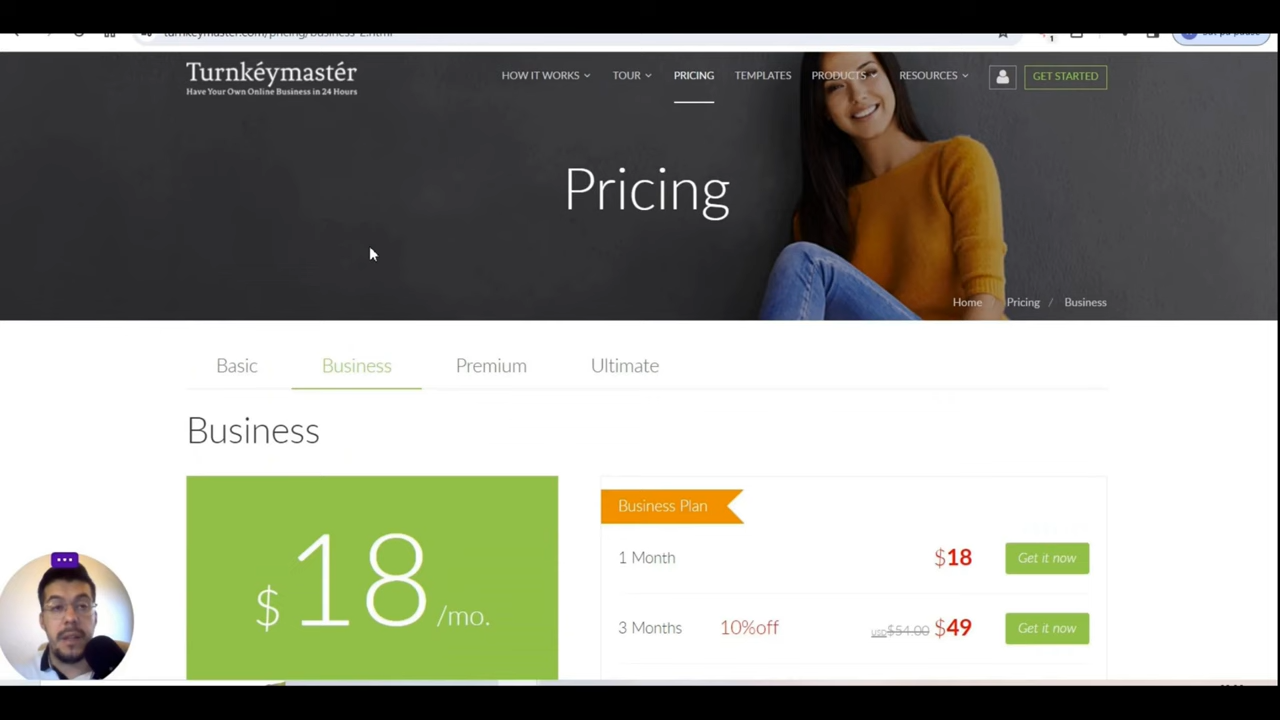 Turnkéymastér
Have Your Own Online Business in 24 Hours
HOW IT WORKS TOUR PRICING TEMPLATES PRODUCTS RESOURCES GET STARTED
Pricing
Home / Pricing / Business
Basic Business Premium Ultimate
Business
$18/mo.
Business Plan
1 Month $18 Get it now
3 Months 10%off USD$54.00 $49 Get it now